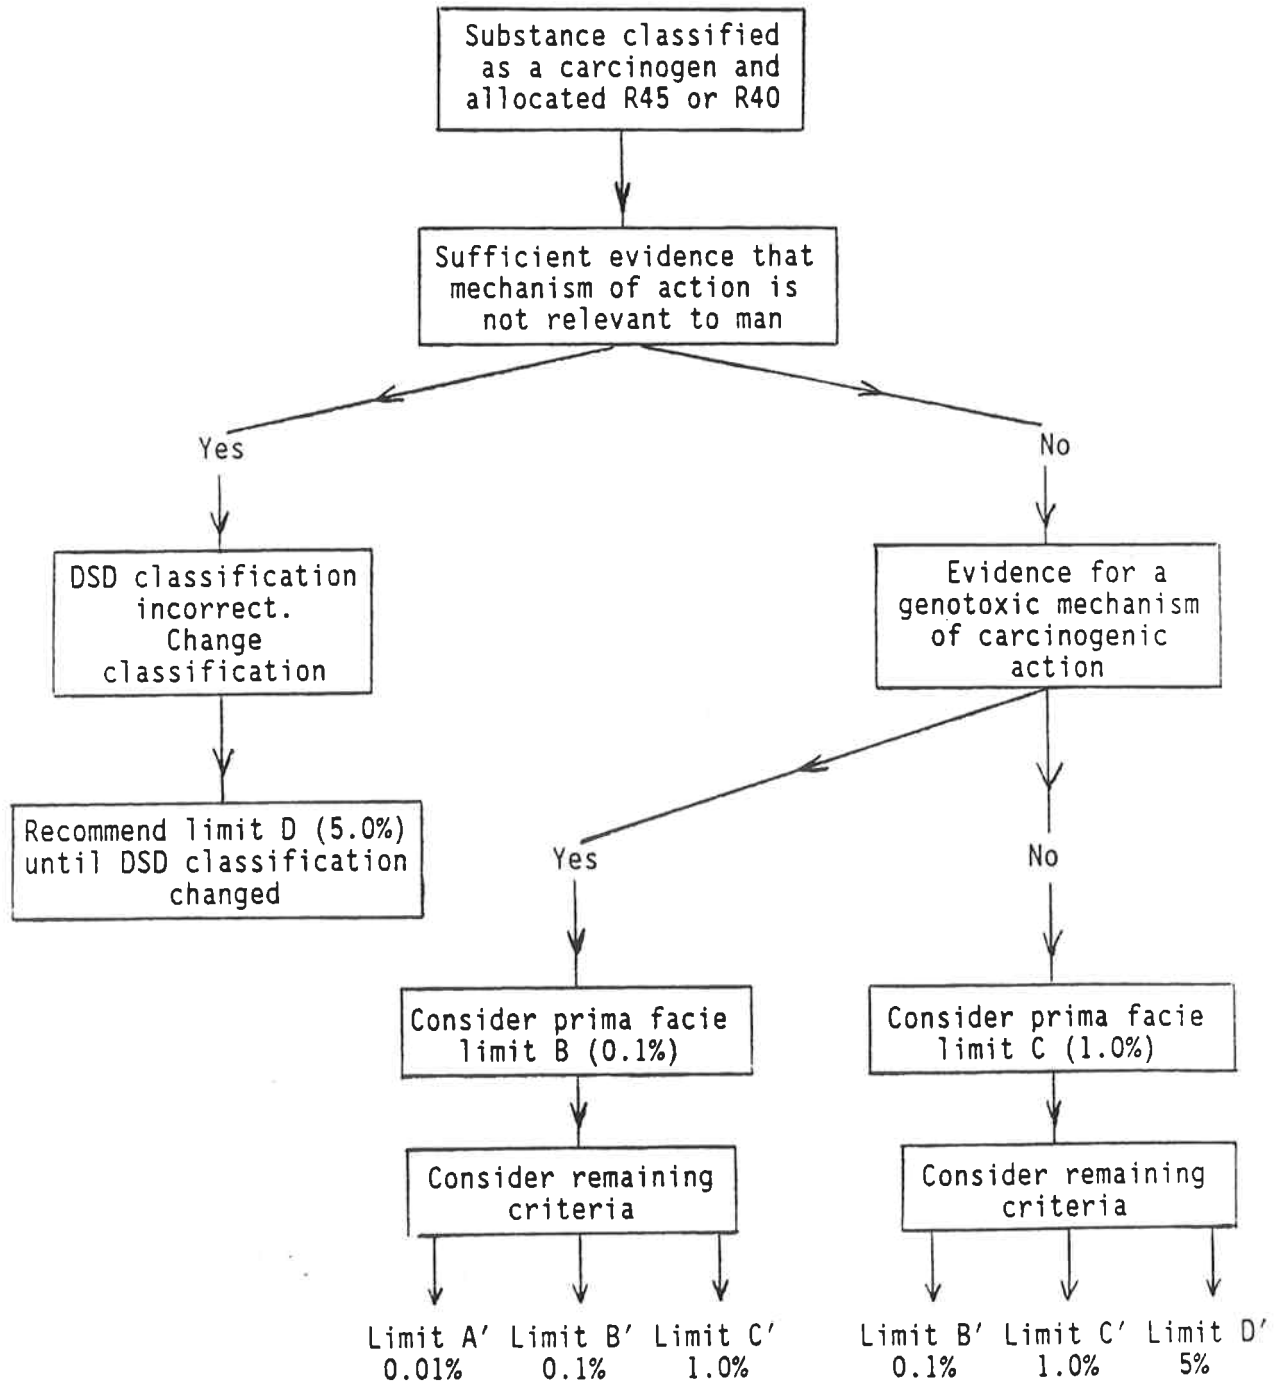 Substance classified
as a carcinogen and
allocated R45 or R40
Sufficient evidence that
mechanism of action is
not relevant to man
Yes
No
DSD classification
incorrect.
Change
classification
Evidence for a
genotoxic mechanism
of carcinogenic
action
Recommend limit D (5.0%)
until DSD classification
changed
Yes
No
Consider prima facie
limit B (0.1%)
Consider prima facie
limit C (1.0%)
Consider remaining
criteria
Consider remaining
criteria
Limit A' Limit B' Limit C'
0.01% 0.1% 1.0%
Limit B' Limit C' Limit D'
0.1% 1.0% 5%